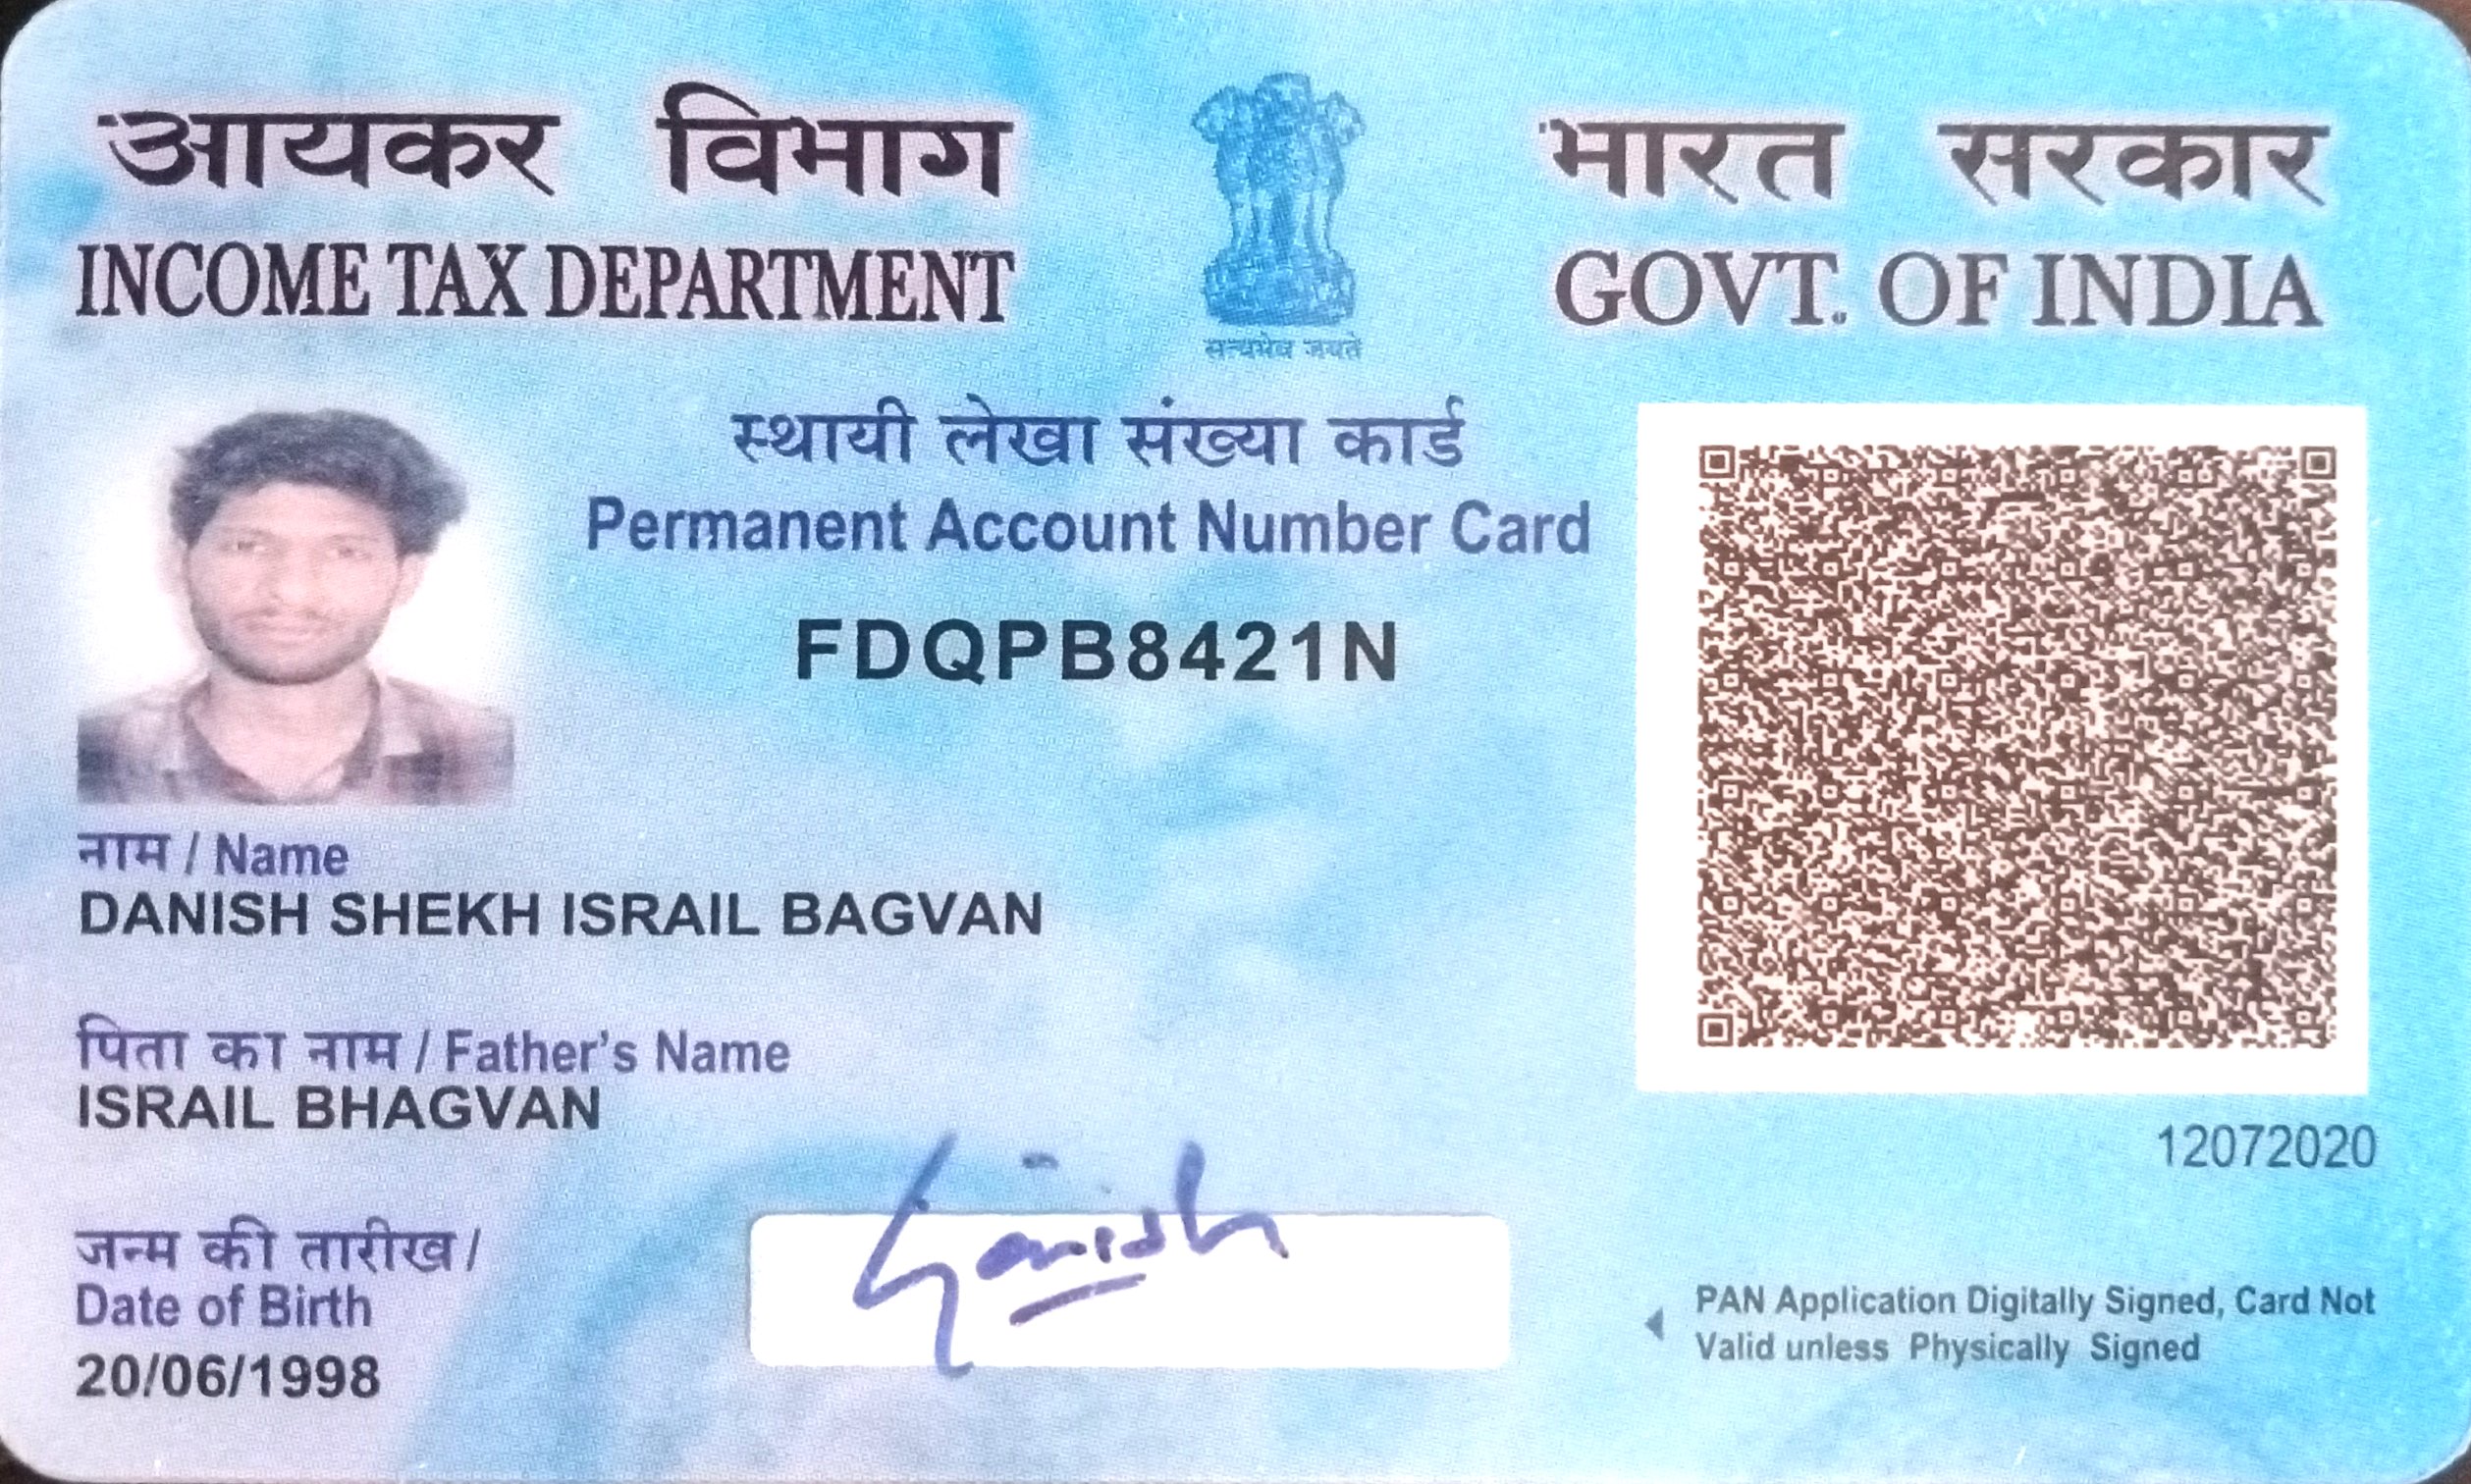 आयकर विभाग
INCOME TAX DEPARTMENT
सत्यमेव जयते
भारत सरकार
GOVT. OF INDIA
स्थायी लेखा संख्या कार्ड
Permanent Account Number Card
FDQPB8421N
नाम / Name
DANISH SHEKH ISRAIL BAGVAN
पिता का नाम / Father's Name
ISRAIL BHAGVAN
12072020
जन्म की तारीख /
Date of Birth
20/06/1998
Danish
PAN Application Digitally Signed, Card Not
Valid unless Physically Signed